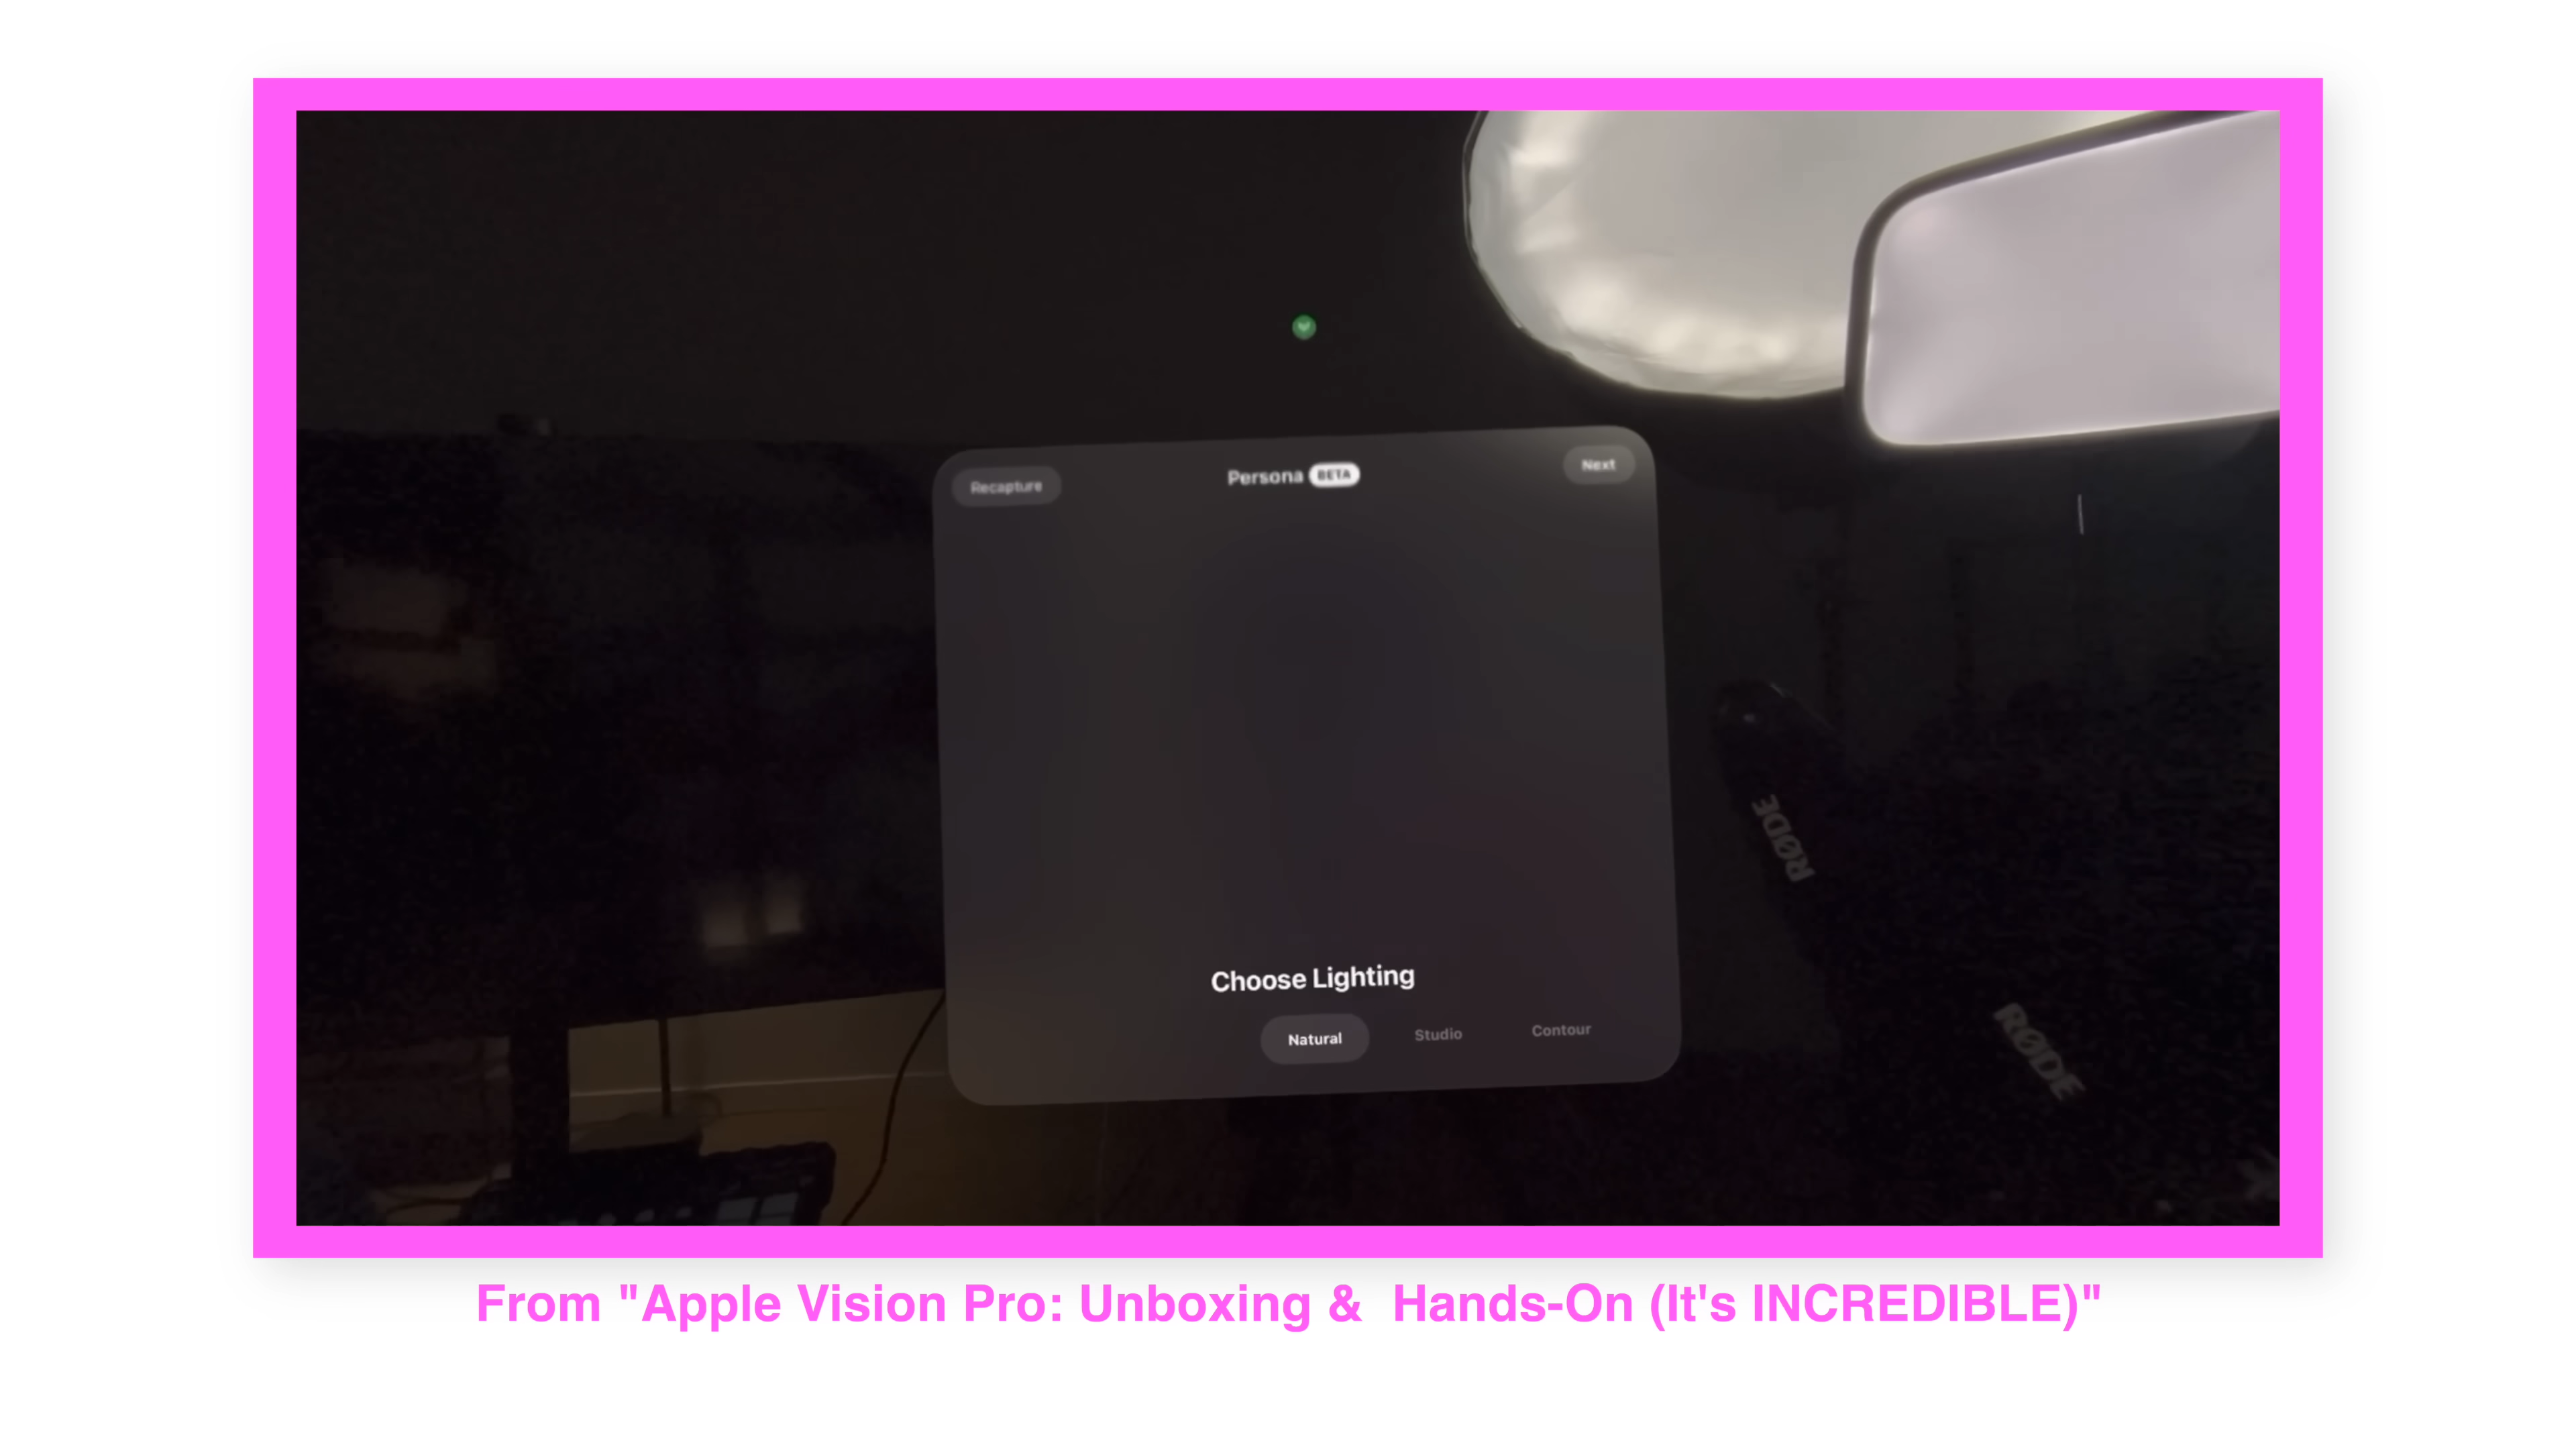 Recapture
Persona BETA
Next
Choose Lighting
Natural
Studio
Contour
RØDE
RØDE
From "Apple Vision Pro: Unboxing &  Hands-On (It's INCREDIBLE)"